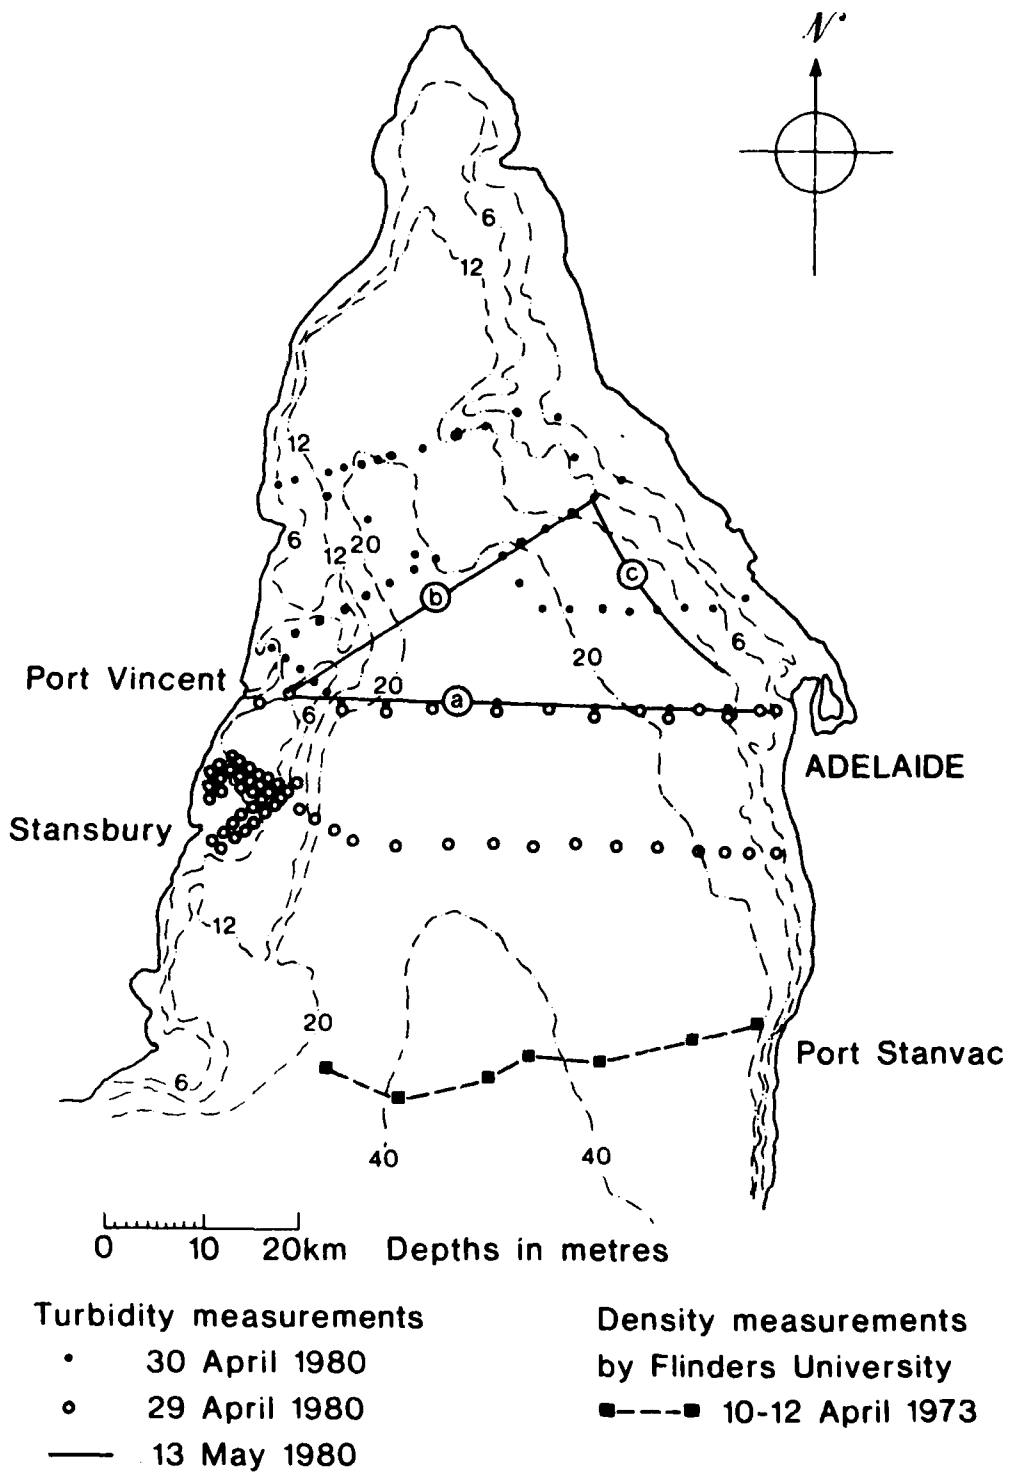 N
6
12
12
6
12
20
c
b
6
20
Port Vincent
20
a
6
ADELAIDE
Stansbury
12
20
Port Stanvac
6
40
40
0 10 20km Depths in metres
Turbidity measurements
30 April 1980
29 April 1980
13 May 1980
Density measurements
by Flinders University
10-12 April 1973